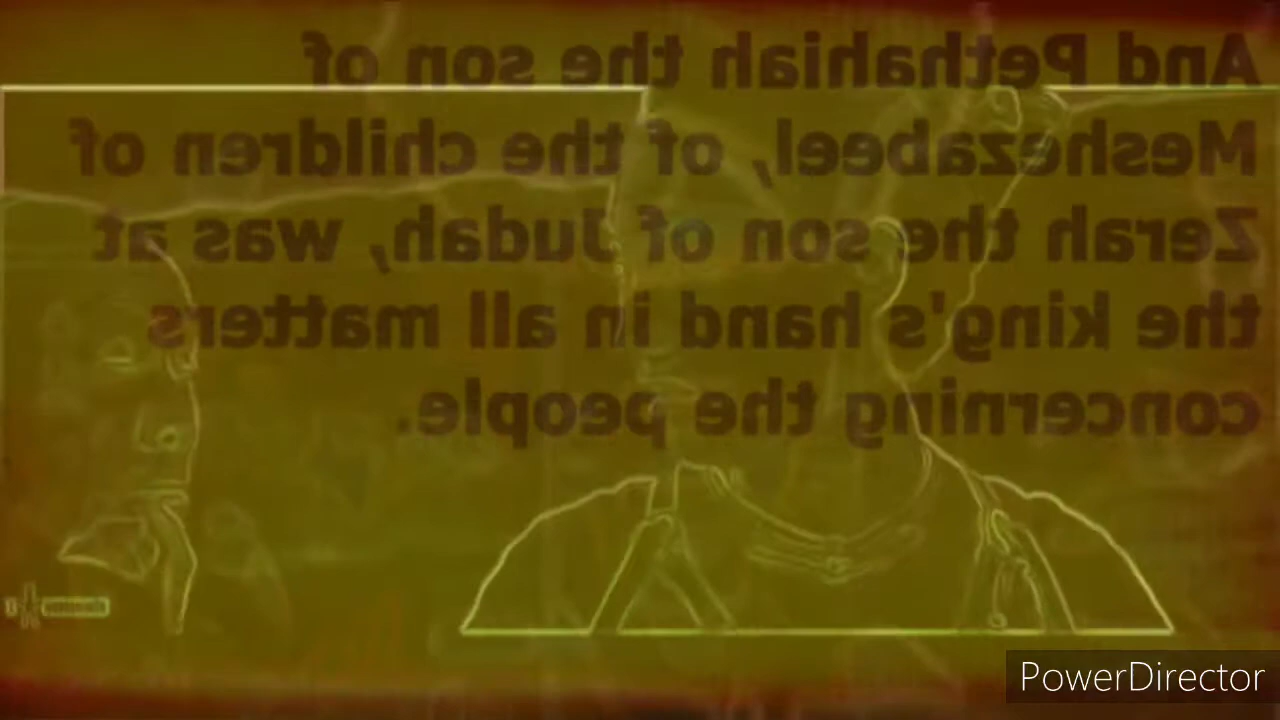 And Pethahiah the son of
Meshezabeel, of the children of
Zerah the son of Judah, was at
the king's hand in all matters
concerning the people.
PowerDirector